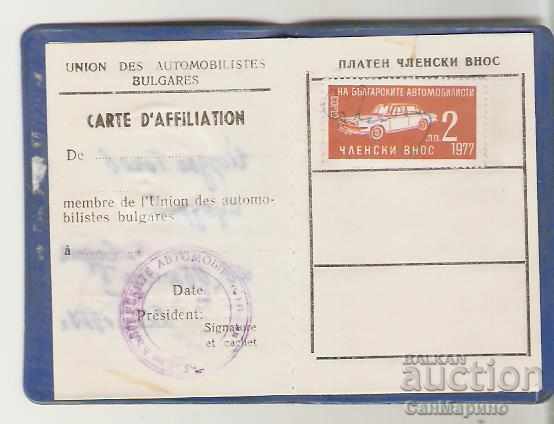 UNION DES AUTOMOBILISTES
BULGARES
CARTE D'AFFILIATION
De
membre de l'Union des automo-
bilistes bulgares
à
Date
Président:
Signature
et cachet
ПЛАТЕН ЧЛЕНСКИ ВНОС
НА БЪЛГАРСКИТЕ АВТОМОБИЛИСТИ
ЛВ. 2
ЧЛЕНСКИ ВНОС 1977
BALKAN
auction
СанМарино